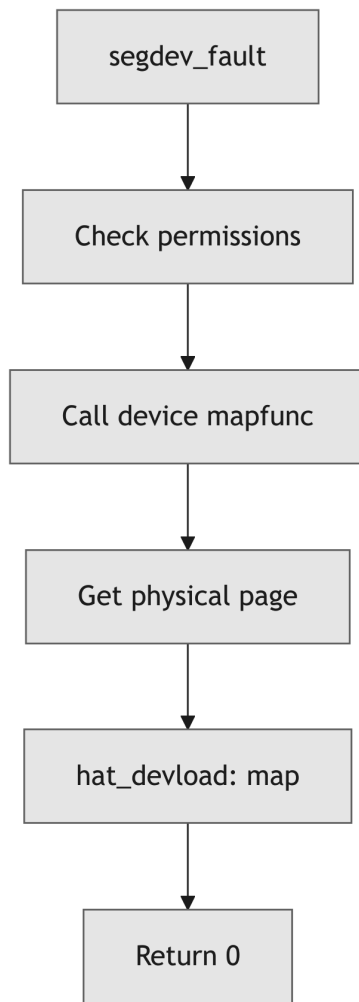 segdev_fault
Check permissions
Call device mapfunc
Get physical page
hat_devload: map
Return 0